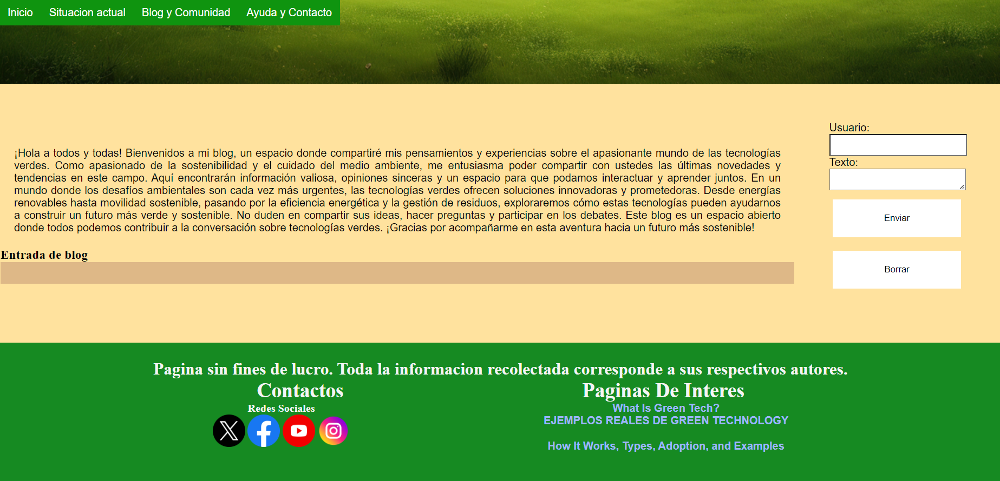 Inicio Situacion actual Blog y Comunidad Ayuda y Contacto
¡Hola a todos y todas! Bienvenidos a mi blog, un espacio donde compartiré mis pensamientos y experiencias sobre el apasionante mundo de las tecnologías
verdes. Como apasionado de la sostenibilidad y el cuidado del medio ambiente, me entusiasma poder compartir con ustedes las últimas novedades y
tendencias en este campo. Aquí encontrarán información valiosa, opiniones sinceras y un espacio para que podamos interactuar y aprender juntos. En un
mundo donde los desafíos ambientales son cada vez más urgentes, las tecnologías verdes ofrecen soluciones innovadoras y prometedoras. Desde energías
renovables hasta movilidad sostenible, pasando por la eficiencia energética y la gestión de residuos, exploraremos cómo estas tecnologías pueden ayudarnos
a construir un futuro más verde y sostenible. No duden en compartir sus ideas, hacer preguntas y participar en los debates. Este blog es un espacio abierto
donde todos podemos contribuir a la conversación sobre tecnologías verdes. ¡Gracias por acompañarme en esta aventura hacia un futuro más sostenible!
Entrada de blog
Usuario:
Texto:
Enviar
Borrar
Pagina sin fines de lucro. Toda la informacion recolectada corresponde a sus respectivos autores.
Contactos
Redes Sociales
Paginas De Interes
What Is Green Tech?
EJEMPLOS REALES DE GREEN TECHNOLOGY
How It Works, Types, Adoption, and Examples